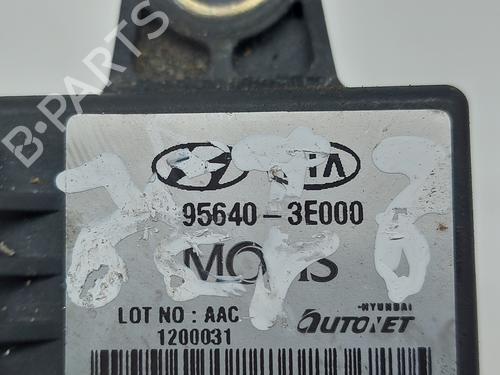 B-PARTS
KIA
95640-3E000
MOBIS
LOT NO : AAC
1200031
HYUNDAI
AUTONET